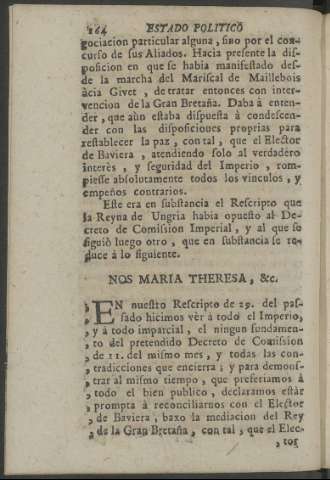 264 ESTADO POLITICO
gociacion particular alguna, sino por el con-
curso de sus Aliados. Hacia presente la dis-
posicion en que se habia manifestado des-
de la marcha del Mariscal de Maillebois
àcia Givet, de tratar entonces con inter-
vencion de la Gran Bretaña. Daba à enten-
der, que aùn estaba dispuesta à condescen-
der con las disposiciones proprias para
restablecer la paz, con tal, que el Elector
de Baviera, atendiendo solo al verdadero
interès, y seguridad del Imperio, rom-
piesse absolutamente todos los vinculos, y
empeños contrarios.
Este era en substancia el Rescripto que
la Reyna de Ungria habia opuesto al De-
creto de Comission Imperial, y al que se
siguiò luego otro, que en substancia se re-
duce à lo siguiente.
NOS MARIA THERESA, &c.
,, EN nuestro Rescripto de 29. del pas-
,, sado hicimos vèr à todo el Imperio,
,, y à todo imparcial, el ningun fundamen-
,, to del pretendido Decreto de Comission
,, de 11. del mismo mes, y todas las con-
,, tradicciones que encierra; y para demons-
,, trar al mismo tiempo, que preferiamos à
,, todo el bien publico, declaramos estàr
,, prompta à reconciliarnos con el Elector
,, de Baviera, baxo la mediacion del Rey
,, de la Gran Bretaña, con tal, que el Elec-
,, tor